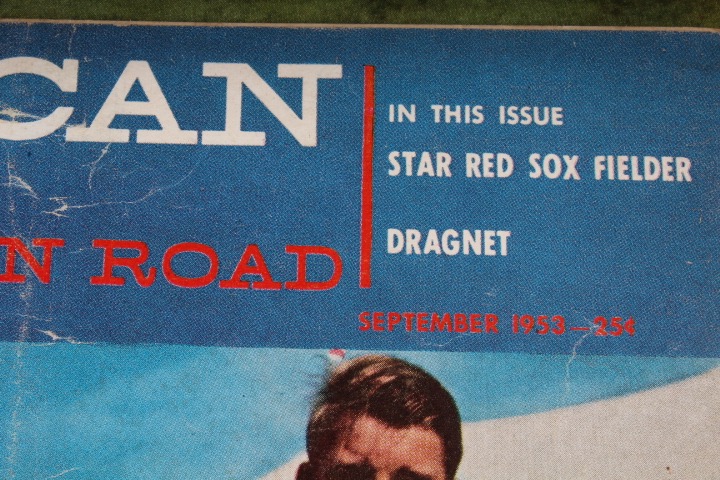 CAN
IN THIS ISSUE
STAR RED SOX FIELDER
N ROAD
DRAGNET
SEPTEMBER 1953—25¢